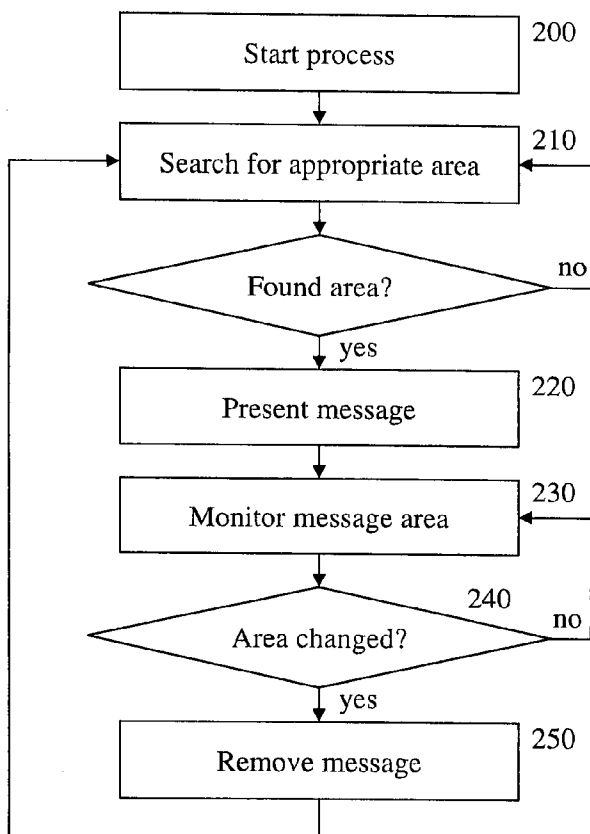 200
Start process
210
Search for appropriate area
Found area?
no
yes
220
Present message
230
Monitor message area
240
Area changed?
no
yes
250
Remove message